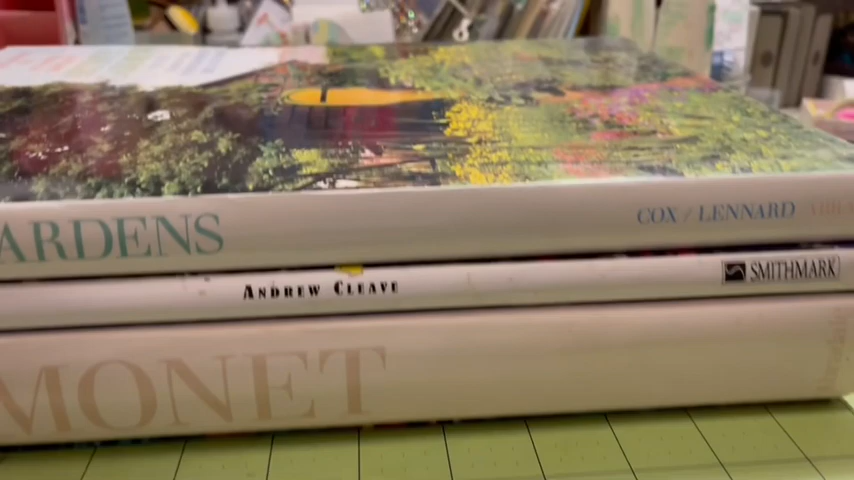 ARDENS COX / LENNARD
ANDREW CLEAVE SMITHMARK
MONET